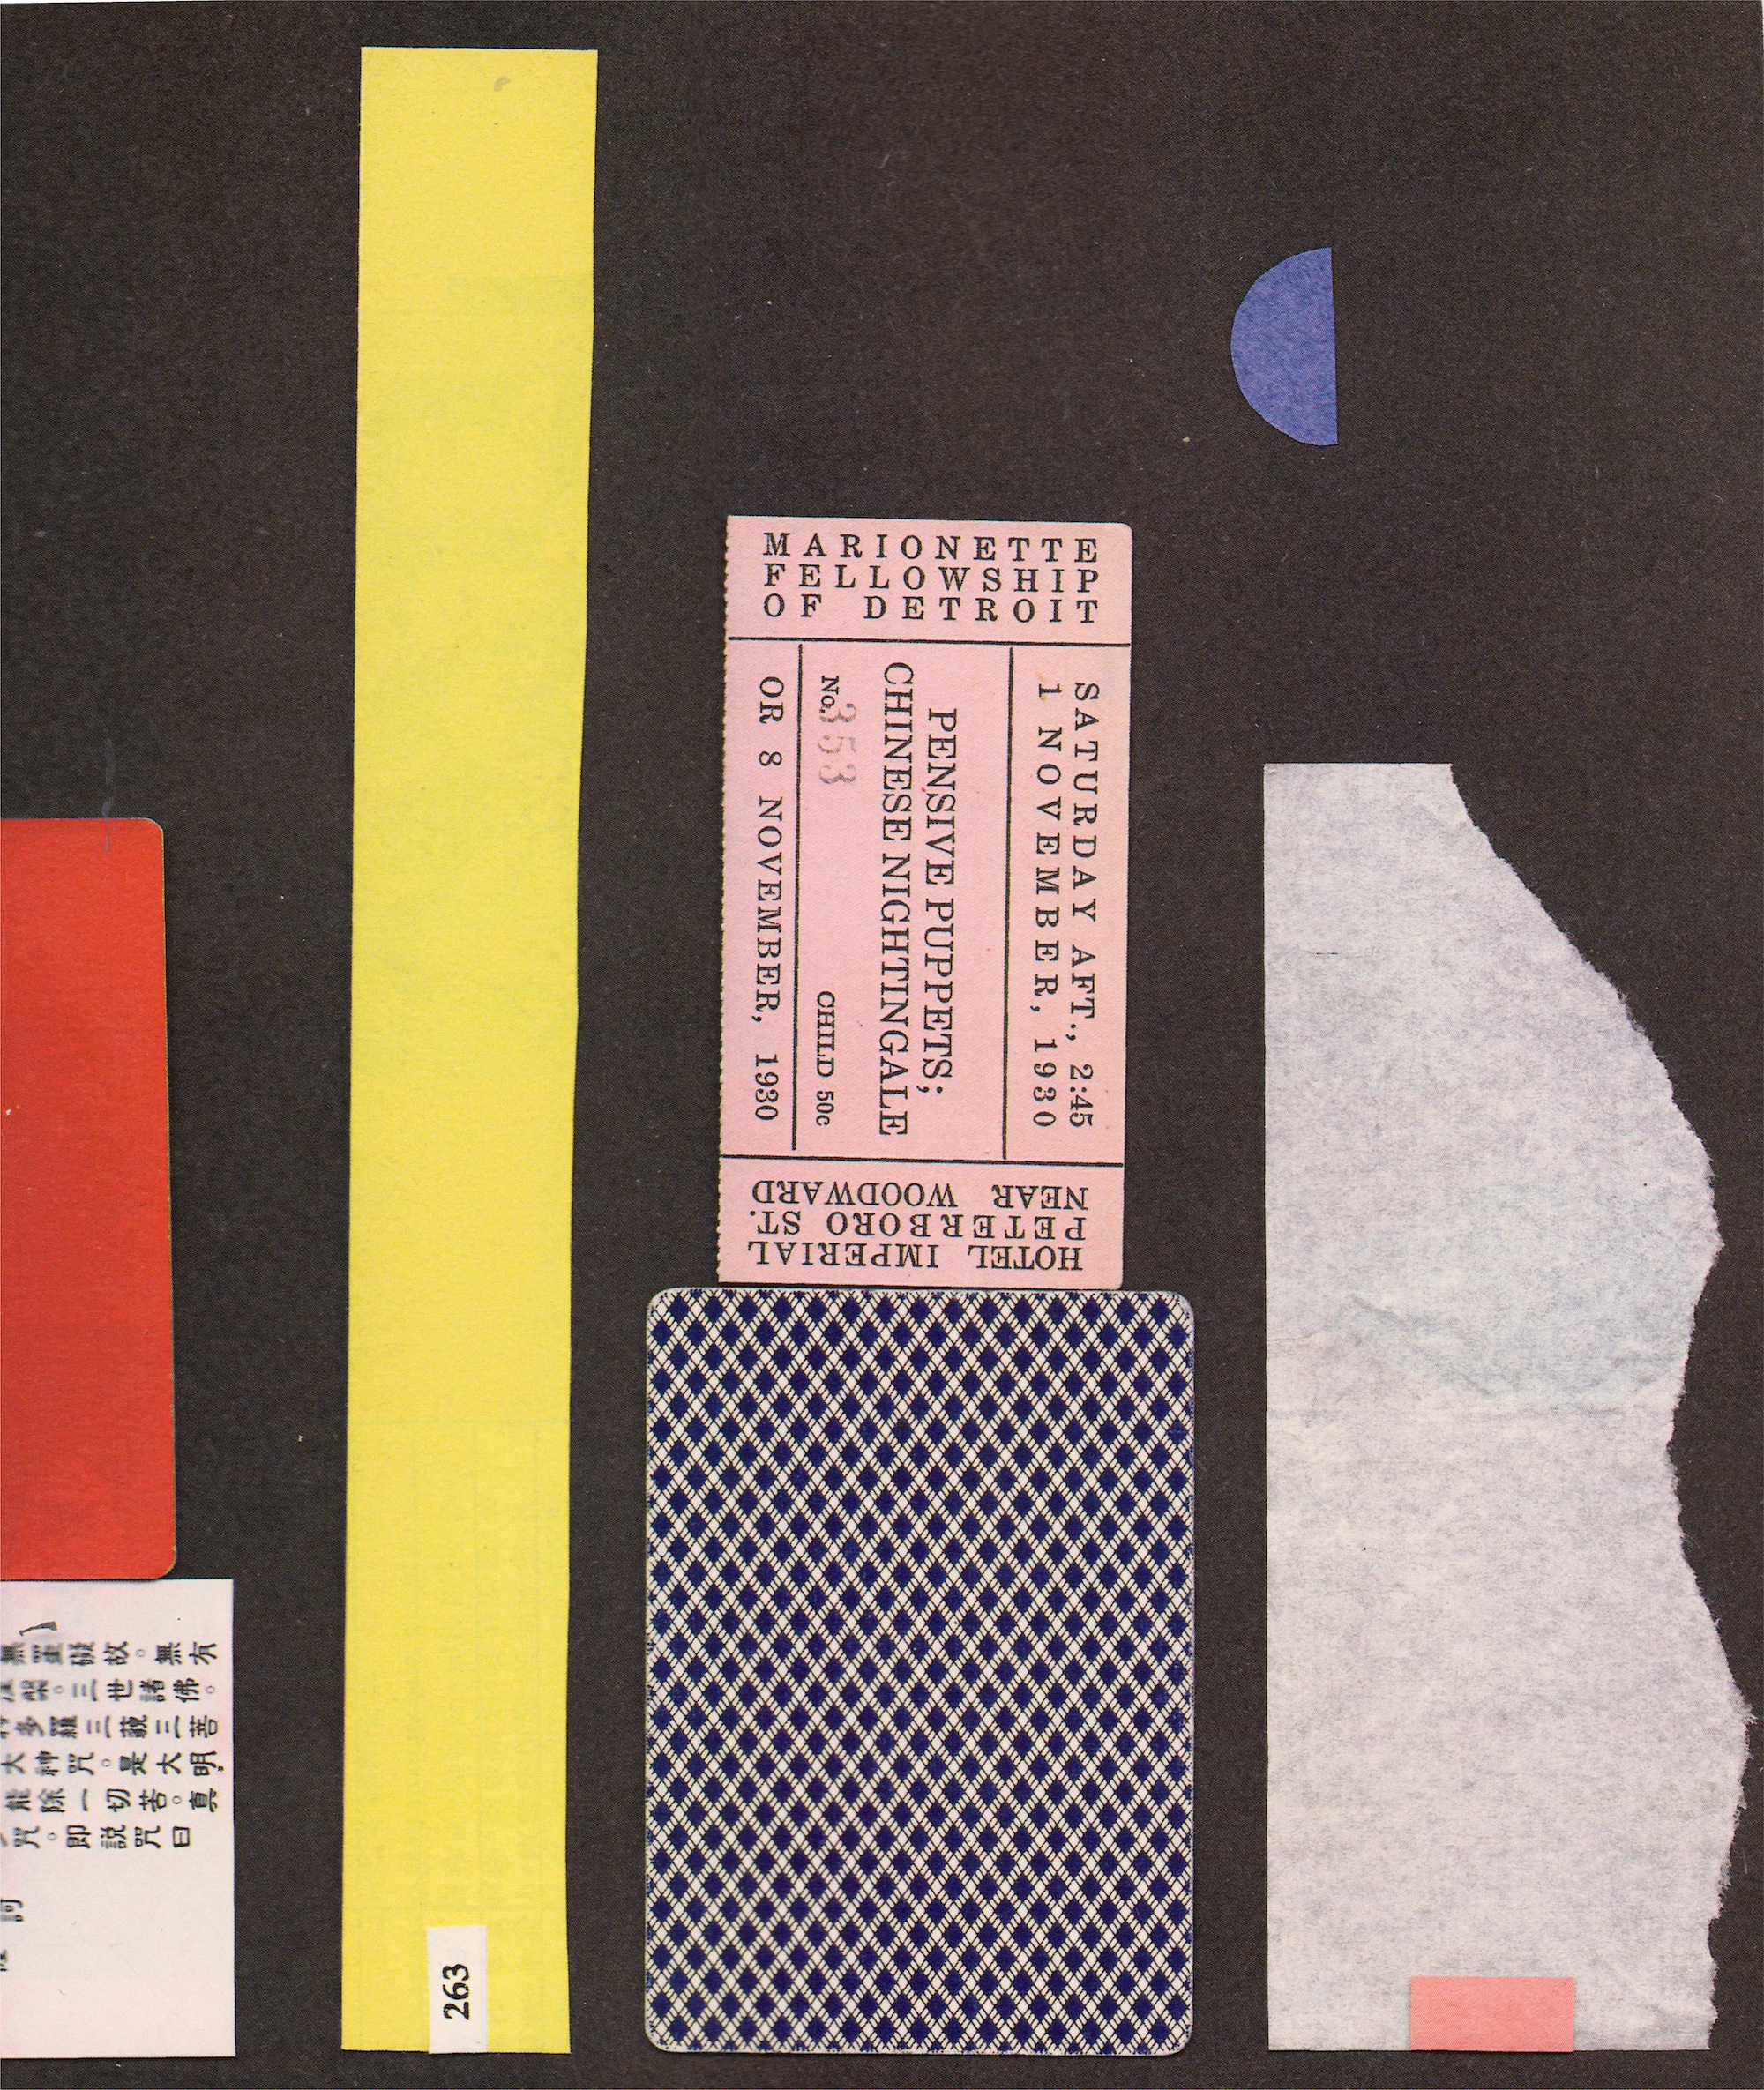 MARIONETTE
FELLOWSHIP
OF DETROIT
SATURDAY AFT., 2:45
1 NOVEMBER, 1930
PENSIVE PUPPETS;
CHINESE NIGHTINGALE
No. 353 CHILD 50c
OR 8 NOVEMBER, 1930
HOTEL IMPERIAL
PETERBORO ST.
NEAR WOODWARD
無罣礙故。無有
槃。三世諸佛。
多羅三藐三菩
大神咒。是大明
能除一切苦。真
咒。即說咒曰
訶
263